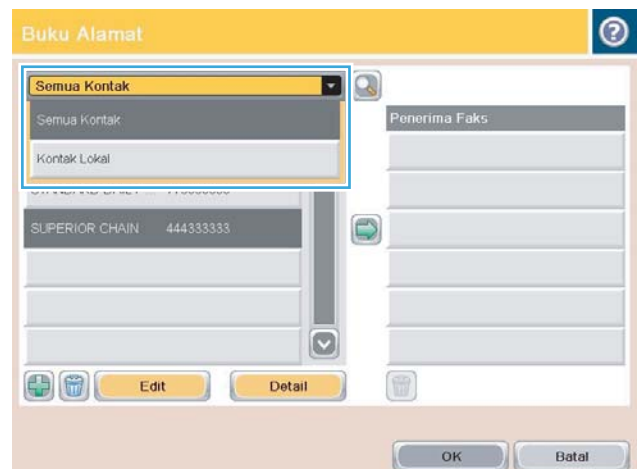 Buku Alamat
Semua Kontak
Semua Kontak
Kontak Lokal
Penerima Faks
SUPERIOR CHAIN 444333333
Edit
Detail
OK
Batal